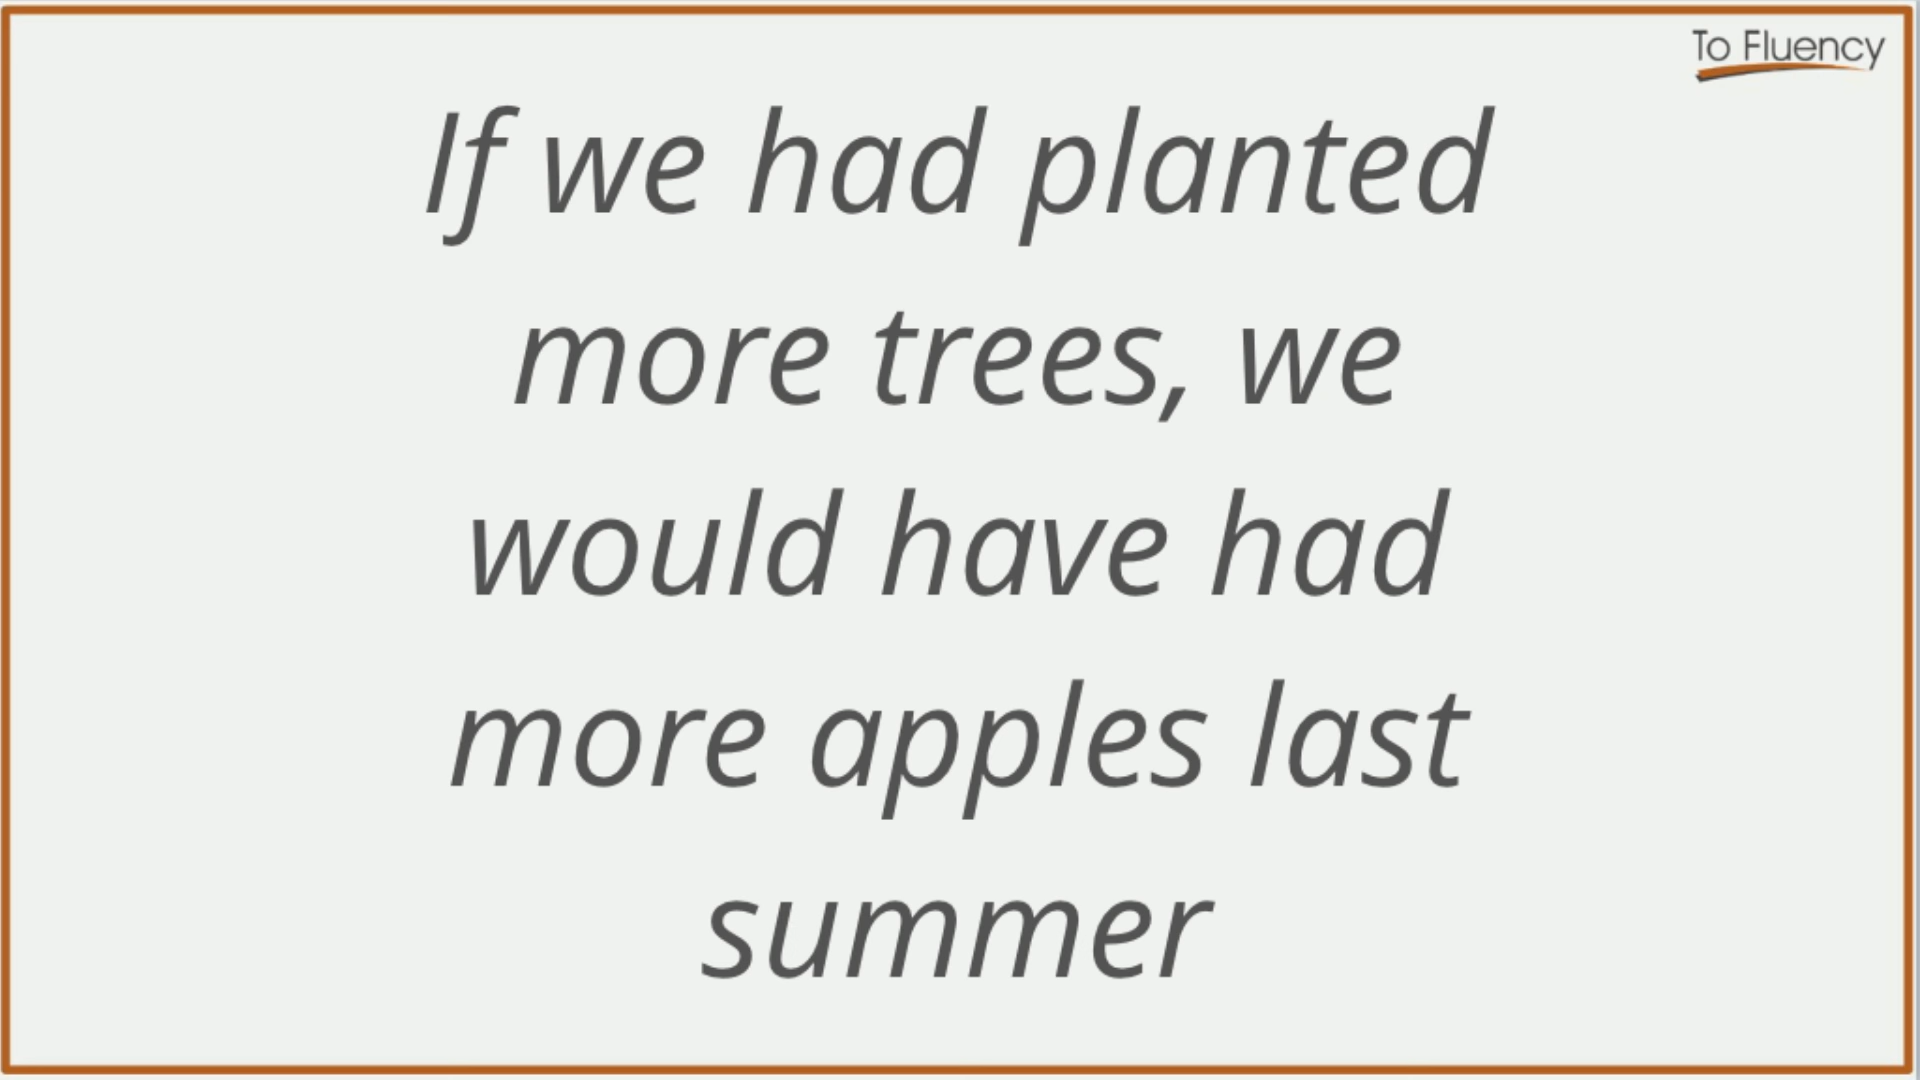 To Fluency
If we had planted
more trees, we
would have had
more apples last
summer